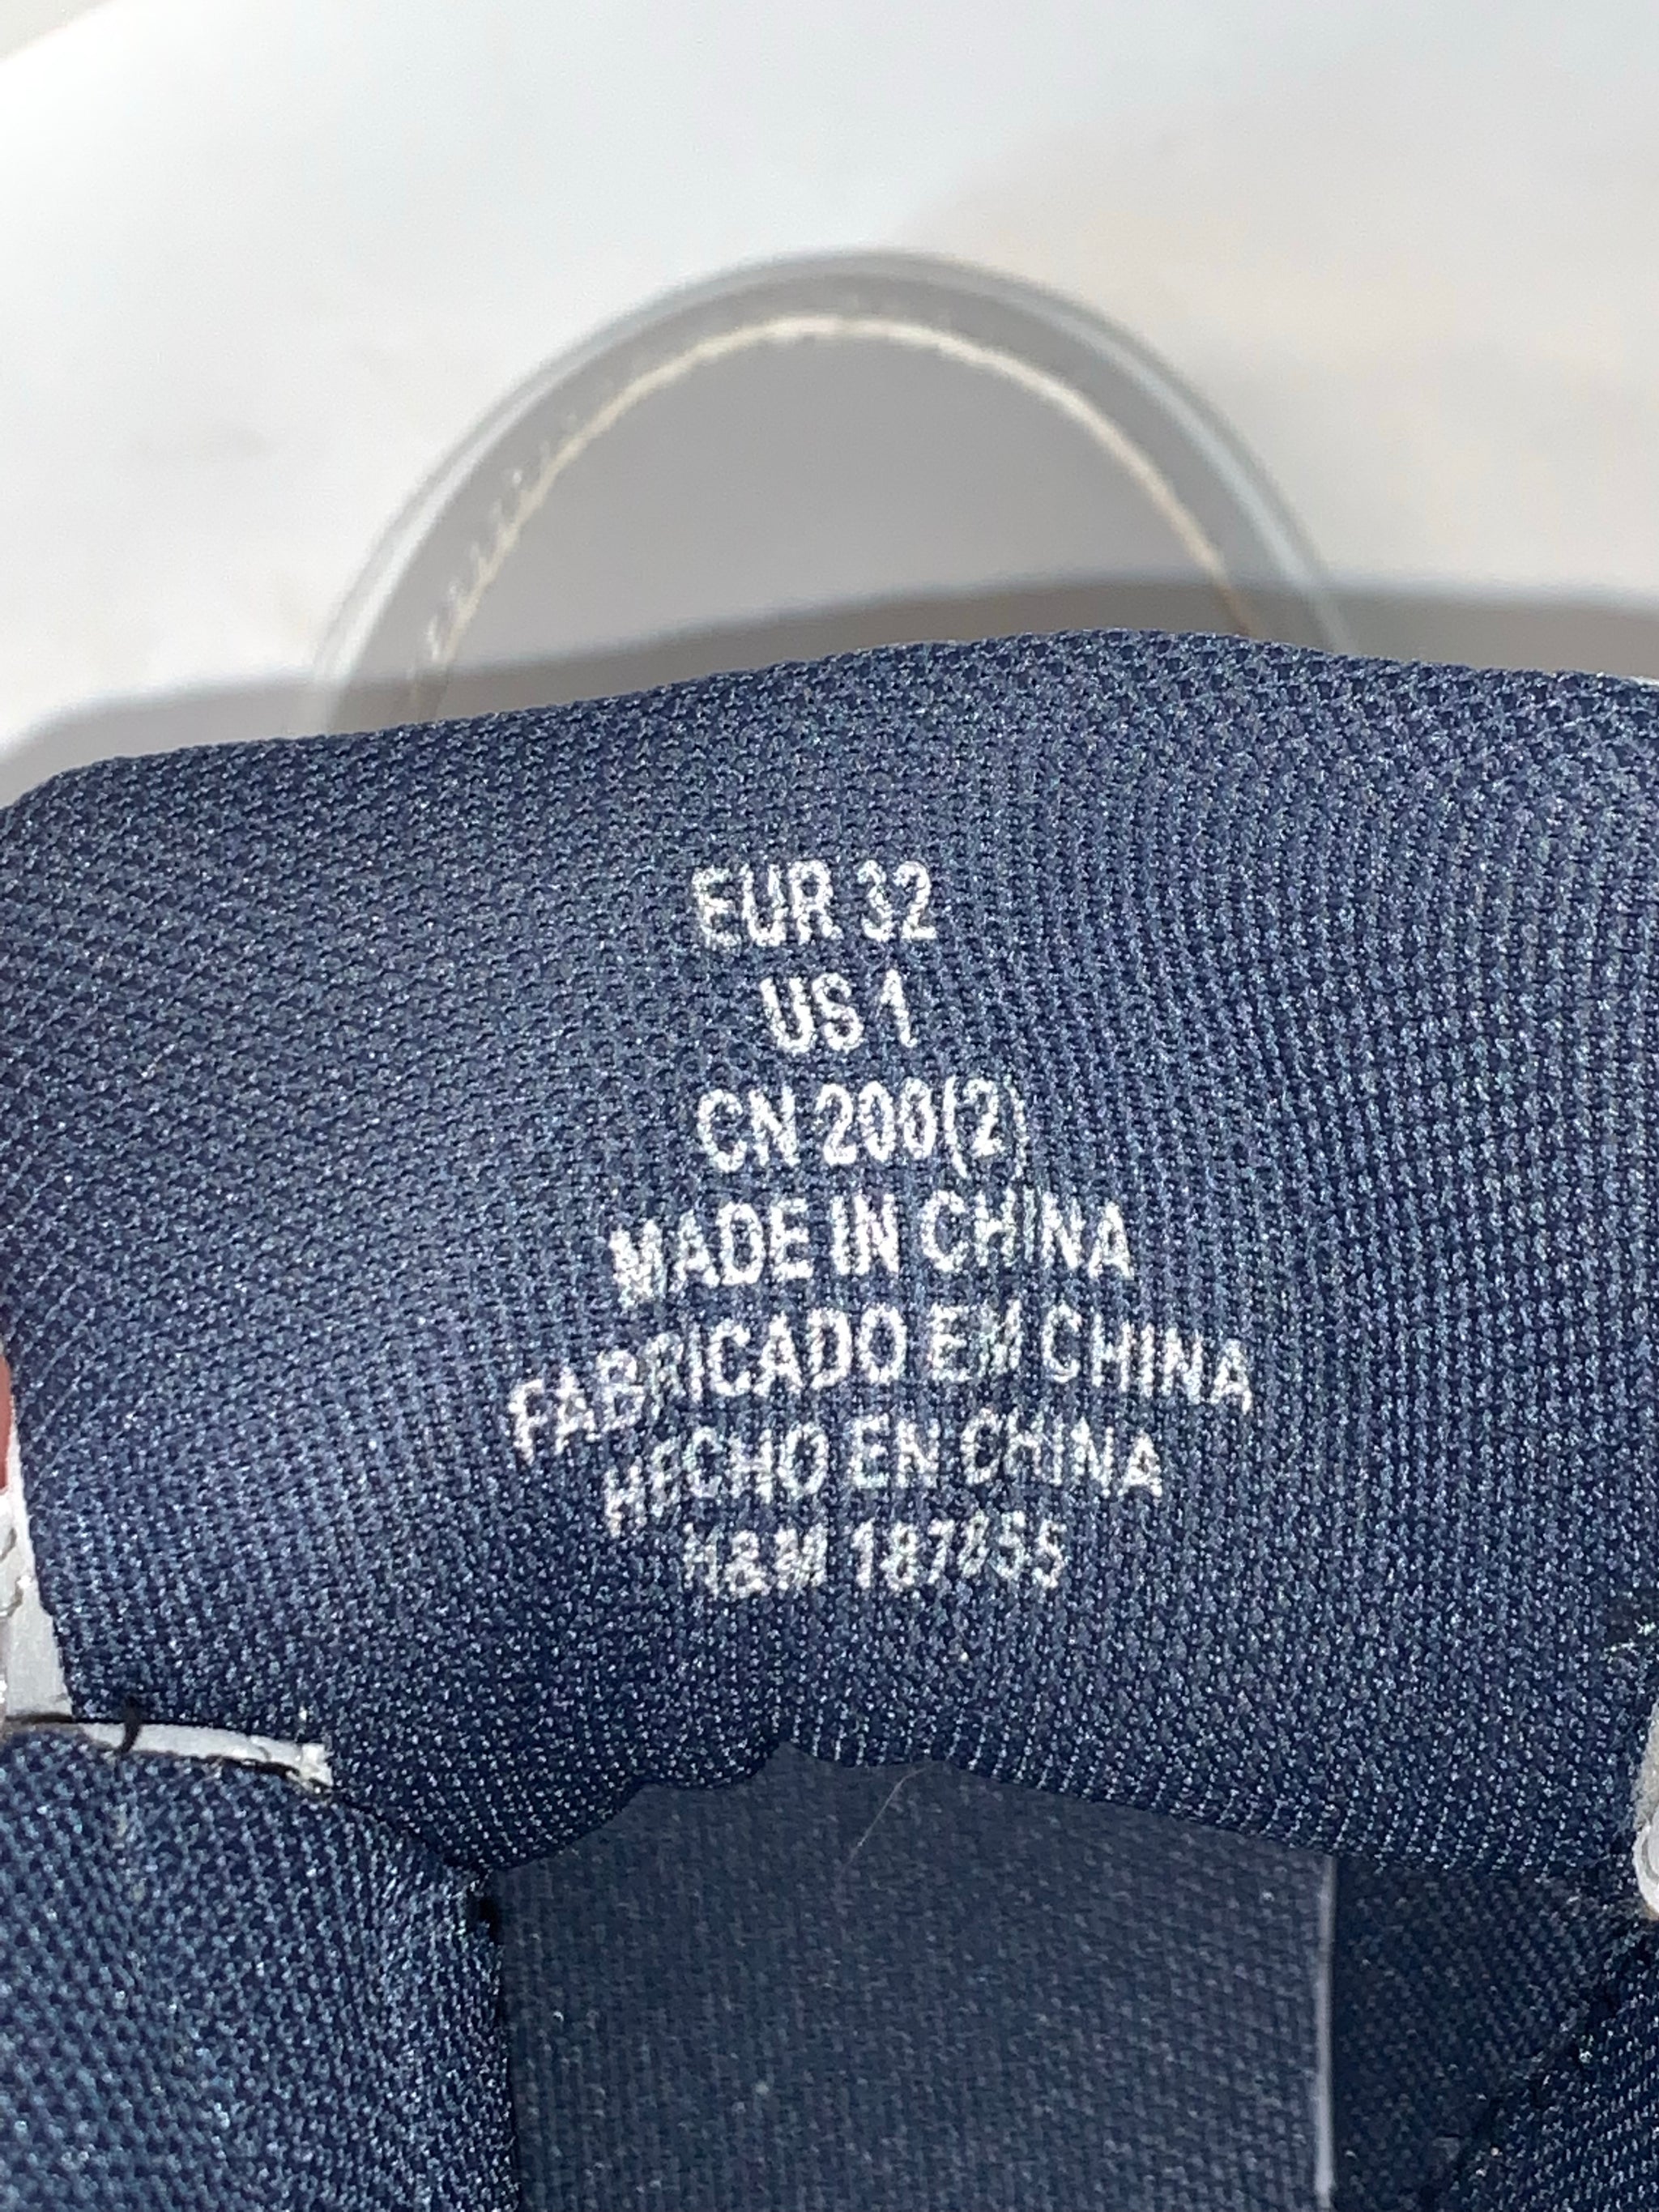 EUR 32
US 1
CN 200(2)
MADE IN CHINA
FABRICADO EM CHINA
HECHO EN CHINA
H&M